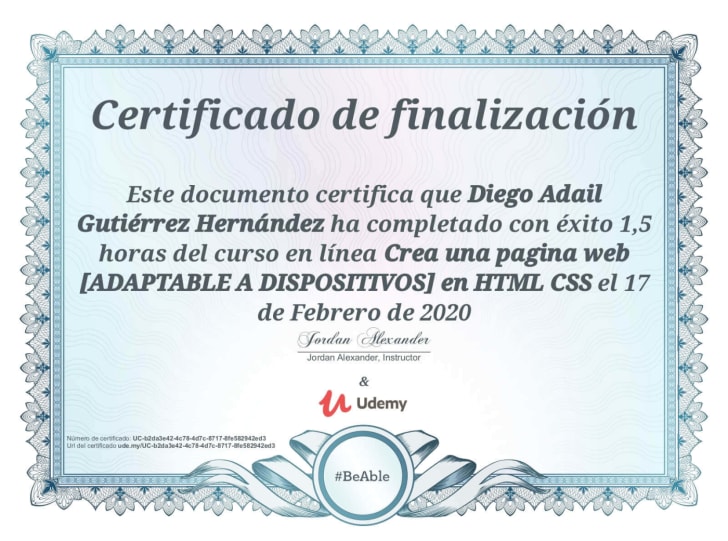 Certificado de finalización
Este documento certifica que Diego Adail
Gutiérrez Hernández ha completado con éxito 1,5
horas del curso en línea Crea una pagina web
[ADAPTABLE A DISPOSITIVOS] en HTML CSS el 17
de Febrero de 2020
Jordan Alexander
Jordan Alexander, Instructor
&
Udemy
Número de certificado: UC-b2da3e42-4c78-4d7c-8717-8fe582942ed3
Url del certificado ude.my/UC-b2da3e42-4c78-4d7c-8717-8fe582942ed3
#BeAble